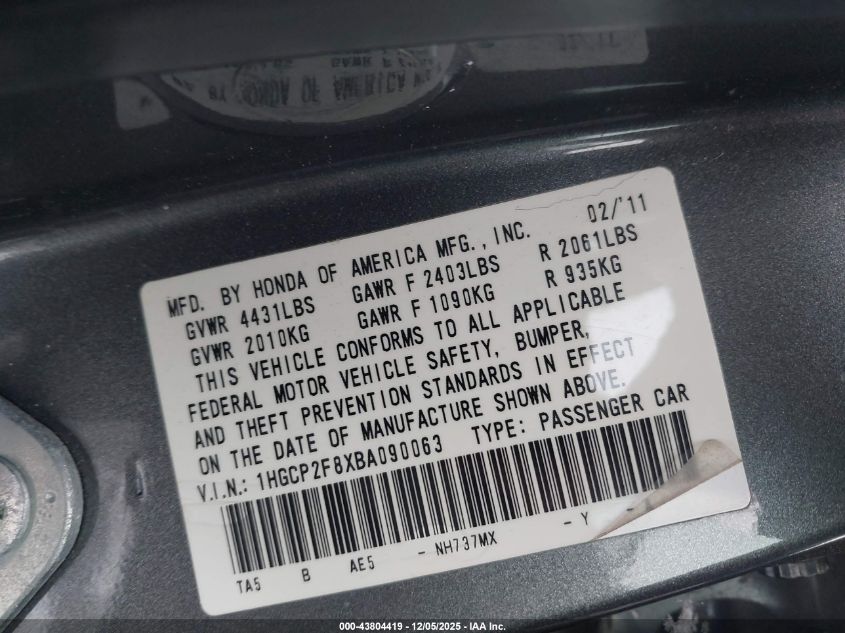 02/'11
MFD. BY HONDA OF AMERICA MFG., INC.
GVWR 4431LBS GAWR F 2403LBS R 2061LBS
GVWR 2010KG GAWR F 1090KG R 935KG
THIS VEHICLE CONFORMS TO ALL APPLICABLE
FEDERAL MOTOR VEHICLE SAFETY, BUMPER,
AND THEFT PREVENTION STANDARDS IN EFFECT
ON THE DATE OF MANUFACTURE SHOWN ABOVE.
V.I.N.: 1HGCP2F8XBA090063 TYPE: PASSENGER CAR
TA5 B AE5 - NH737MX - Y -
000-43804419 - 12/05/2025 - IAA Inc.